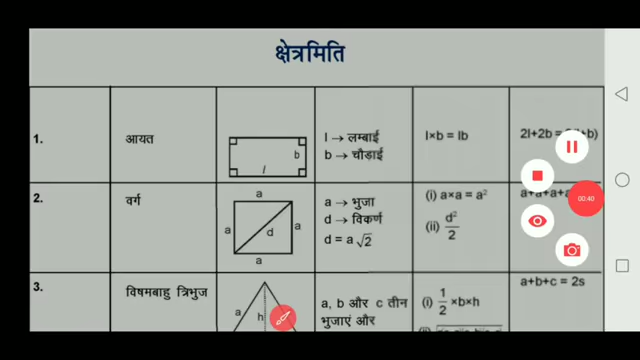 क्षेत्रमिति
1. आयत l → लम्बाई l×b = lb 2l+2b =
b → चौड़ाई
b
l
2. वर्ग a → भुजा (i) a×a = a²
d → विकर्ण (ii) d²/2
d = a√2
a
a d a
a
3. विषमबाहु त्रिभुज a, b और c तीन (i) 1/2 ×b×h a+b+c = 2s
भुजाएं और
a
h
00:40